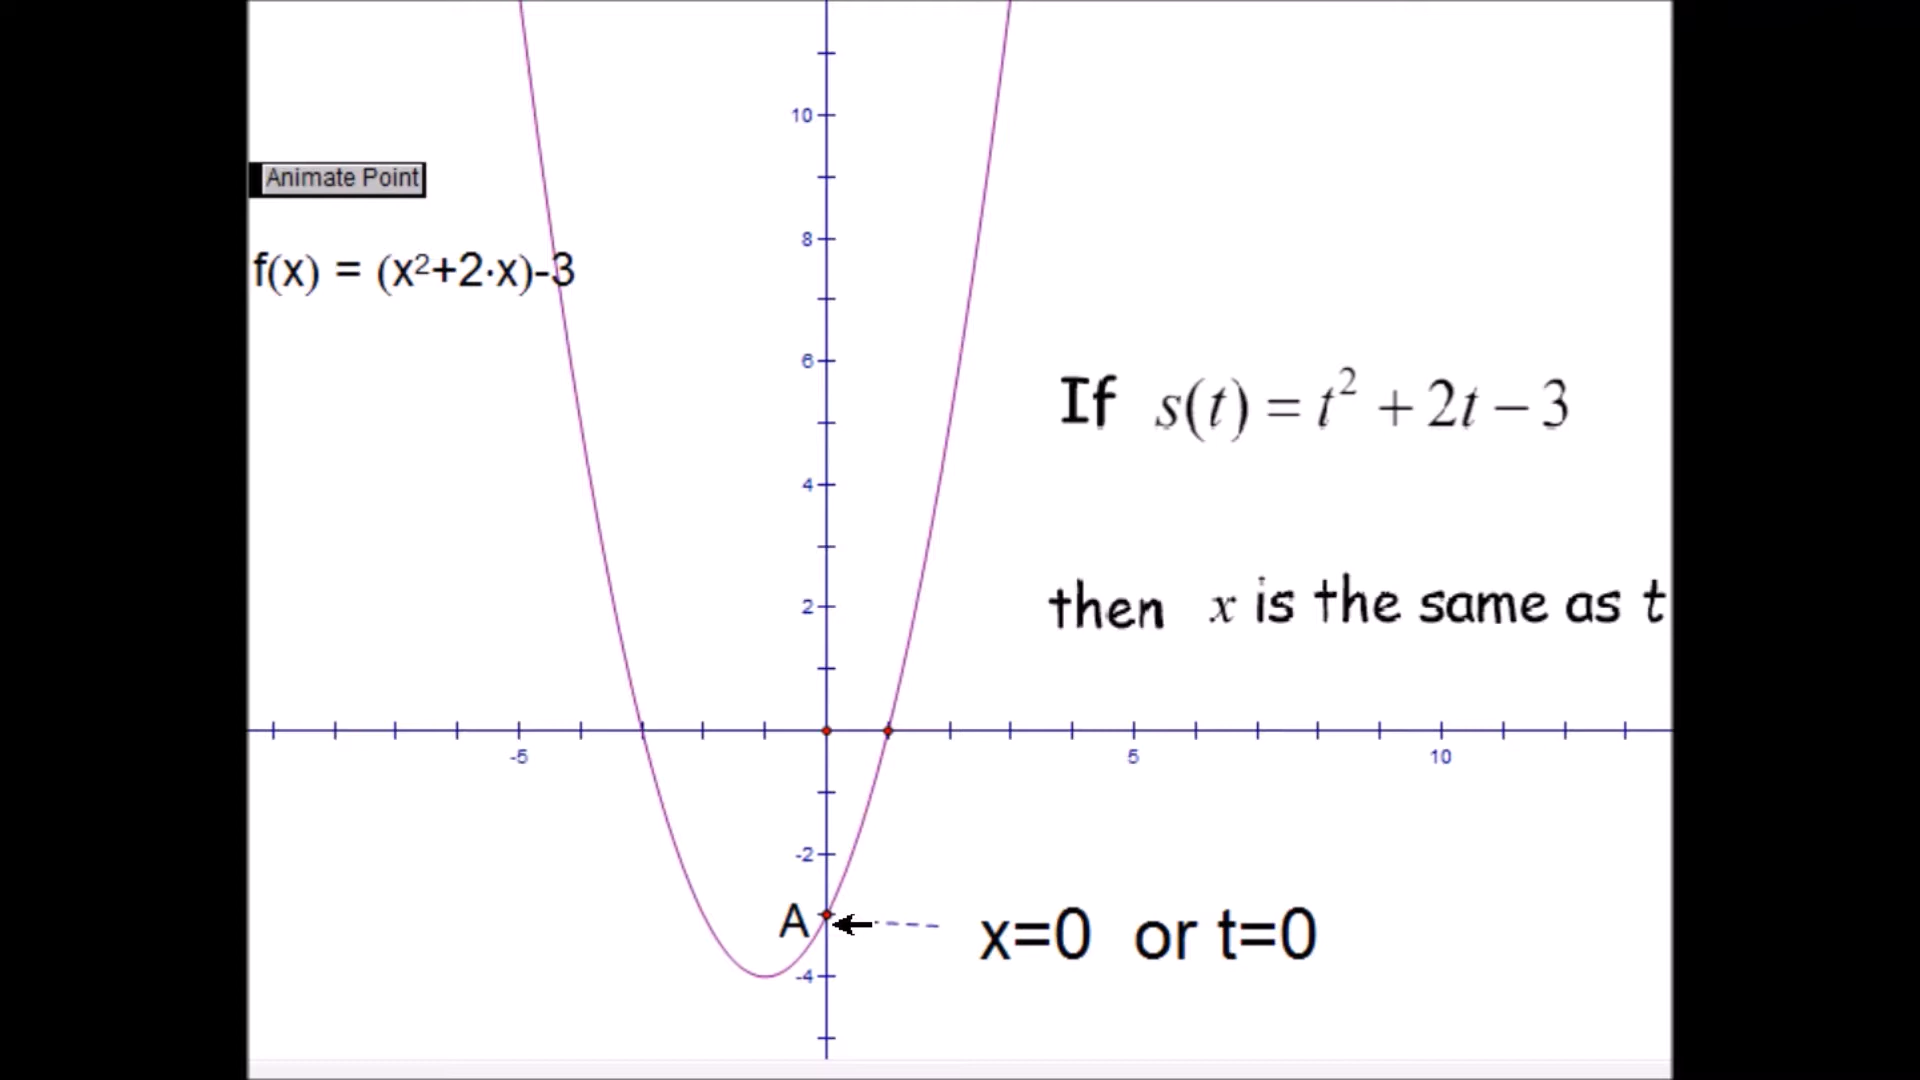 10
Animate Point
8
f(x) = (x²+2·x)-3
6
If s(t) = t² + 2t − 3
4
then x is the same as t
2
-5 5 10
-2
A x=0 or t=0
-4